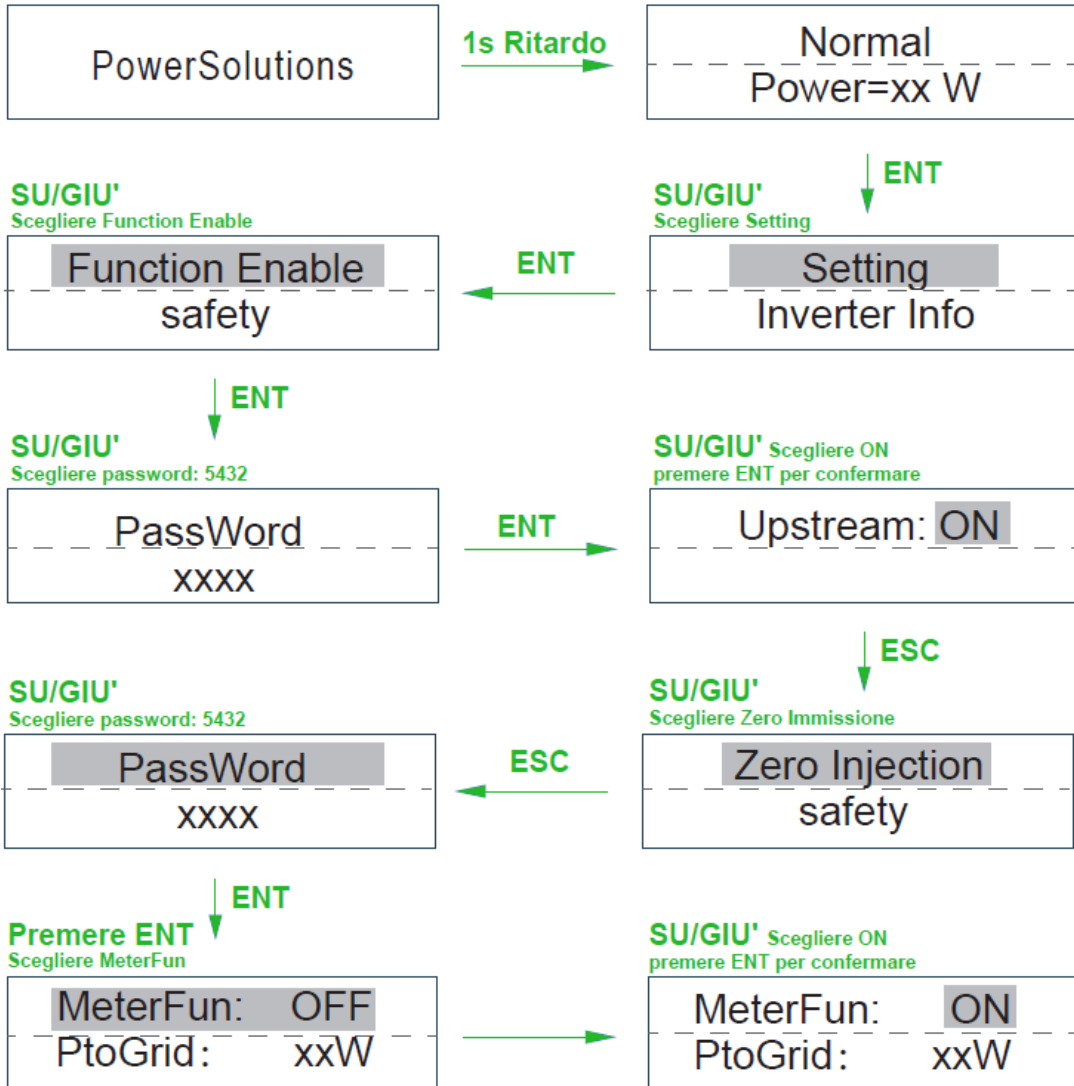 PowerSolutions
1s Ritardo
Normal
Power=xx W
ENT
SU/GIU'
Scegliere Setting
Setting
Inverter Info
ENT
SU/GIU'
Scegliere Function Enable
Function Enable
safety
ENT
SU/GIU'
Scegliere password: 5432
PassWord
xxxx
ENT
SU/GIU' Scegliere ON
premere ENT per confermare
Upstream: ON
ESC
SU/GIU'
Scegliere Zero Immissione
Zero Injection
safety
ESC
SU/GIU'
Scegliere password: 5432
PassWord
xxxx
ENT
Premere ENT
Scegliere MeterFun
MeterFun: OFF
PtoGrid: xxW
SU/GIU' Scegliere ON
premere ENT per confermare
MeterFun: ON
PtoGrid: xxW